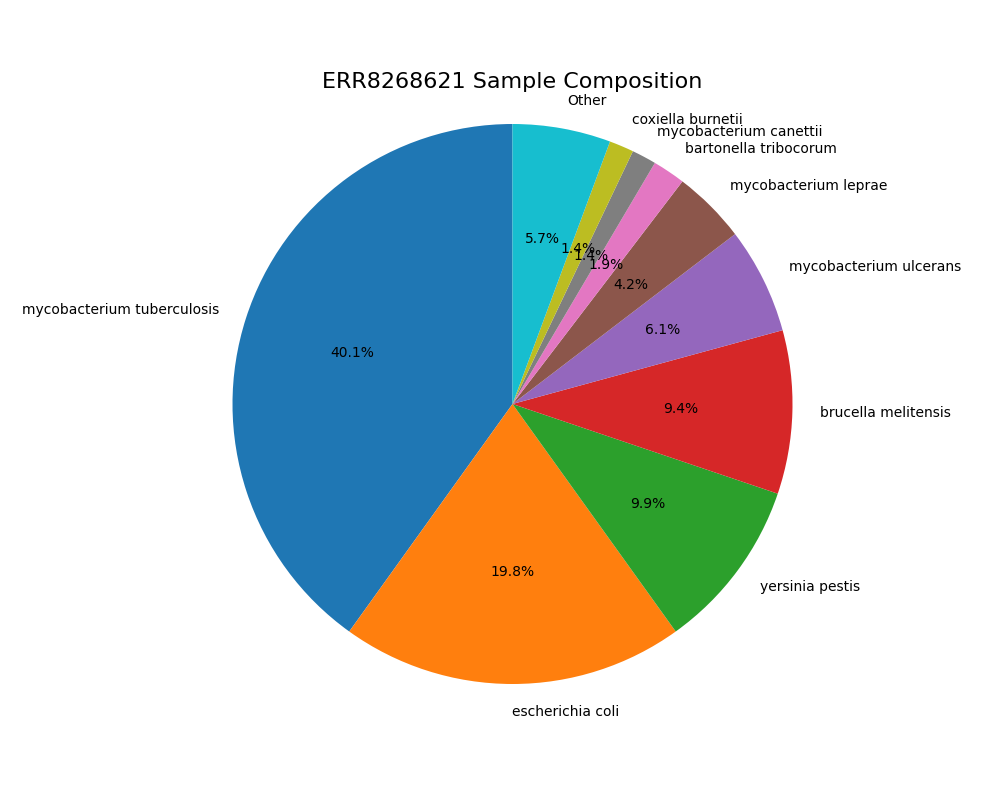 ERR8268621 Sample Composition
Other
coxiella burnetii
mycobacterium canettii
bartonella tribocorum
mycobacterium leprae
mycobacterium ulcerans
brucella melitensis
yersinia pestis
escherichia coli
mycobacterium tuberculosis
5.7%
1.4%
1.4%
1.9%
4.2%
6.1%
9.4%
9.9%
19.8%
40.1%